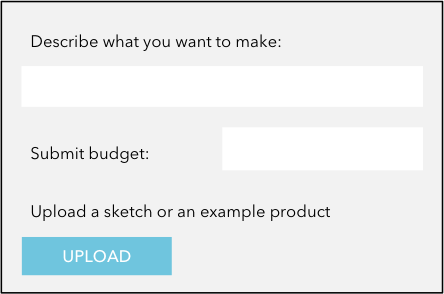 Describe what you want to make:
Submit budget:
Upload a sketch or an example product
UPLOAD